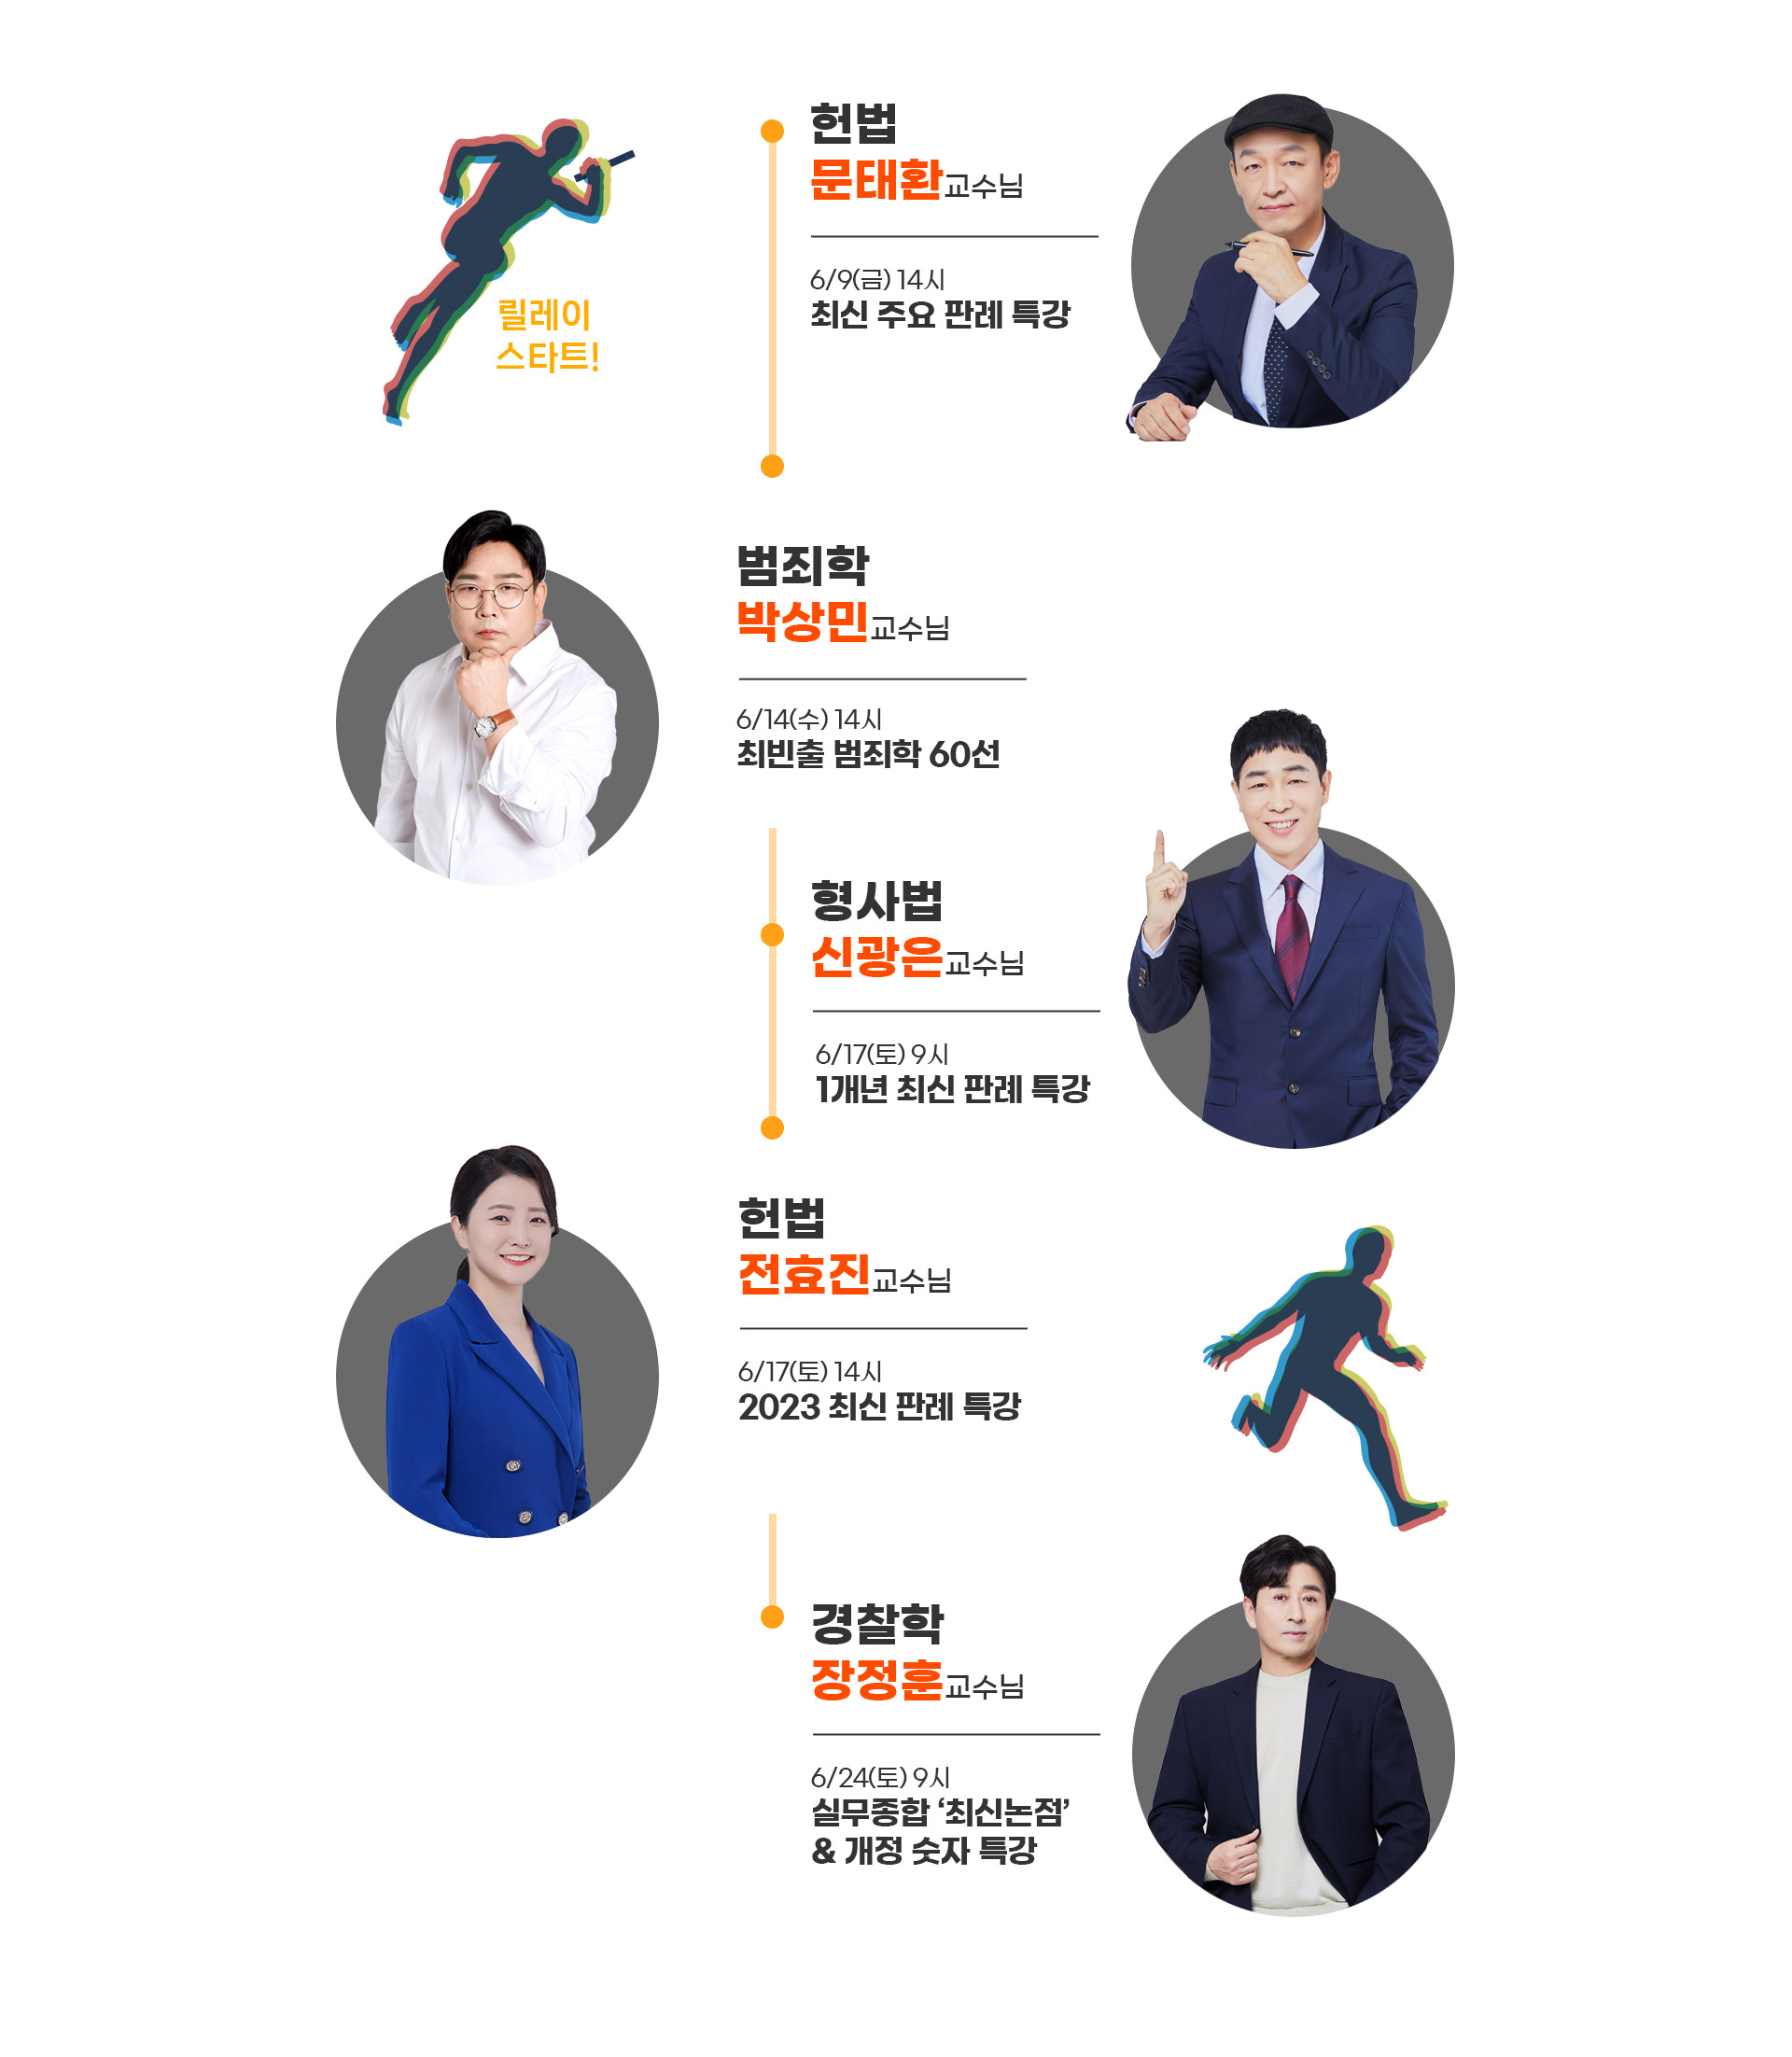 릴레이
스타트!
헌법
문태환교수님
6/9(금) 14시
최신 주요 판례 특강
범죄학
박상민교수님
6/14(수) 14시
최빈출 범죄학 60선
형사법
신광은교수님
6/17(토) 9시
1개년 최신 판례 특강
헌법
전효진교수님
6/17(토) 14시
2023 최신 판례 특강
경찰학
장정훈교수님
6/24(토) 9시
실무종합 ‘최신논점’
& 개정 숫자 특강